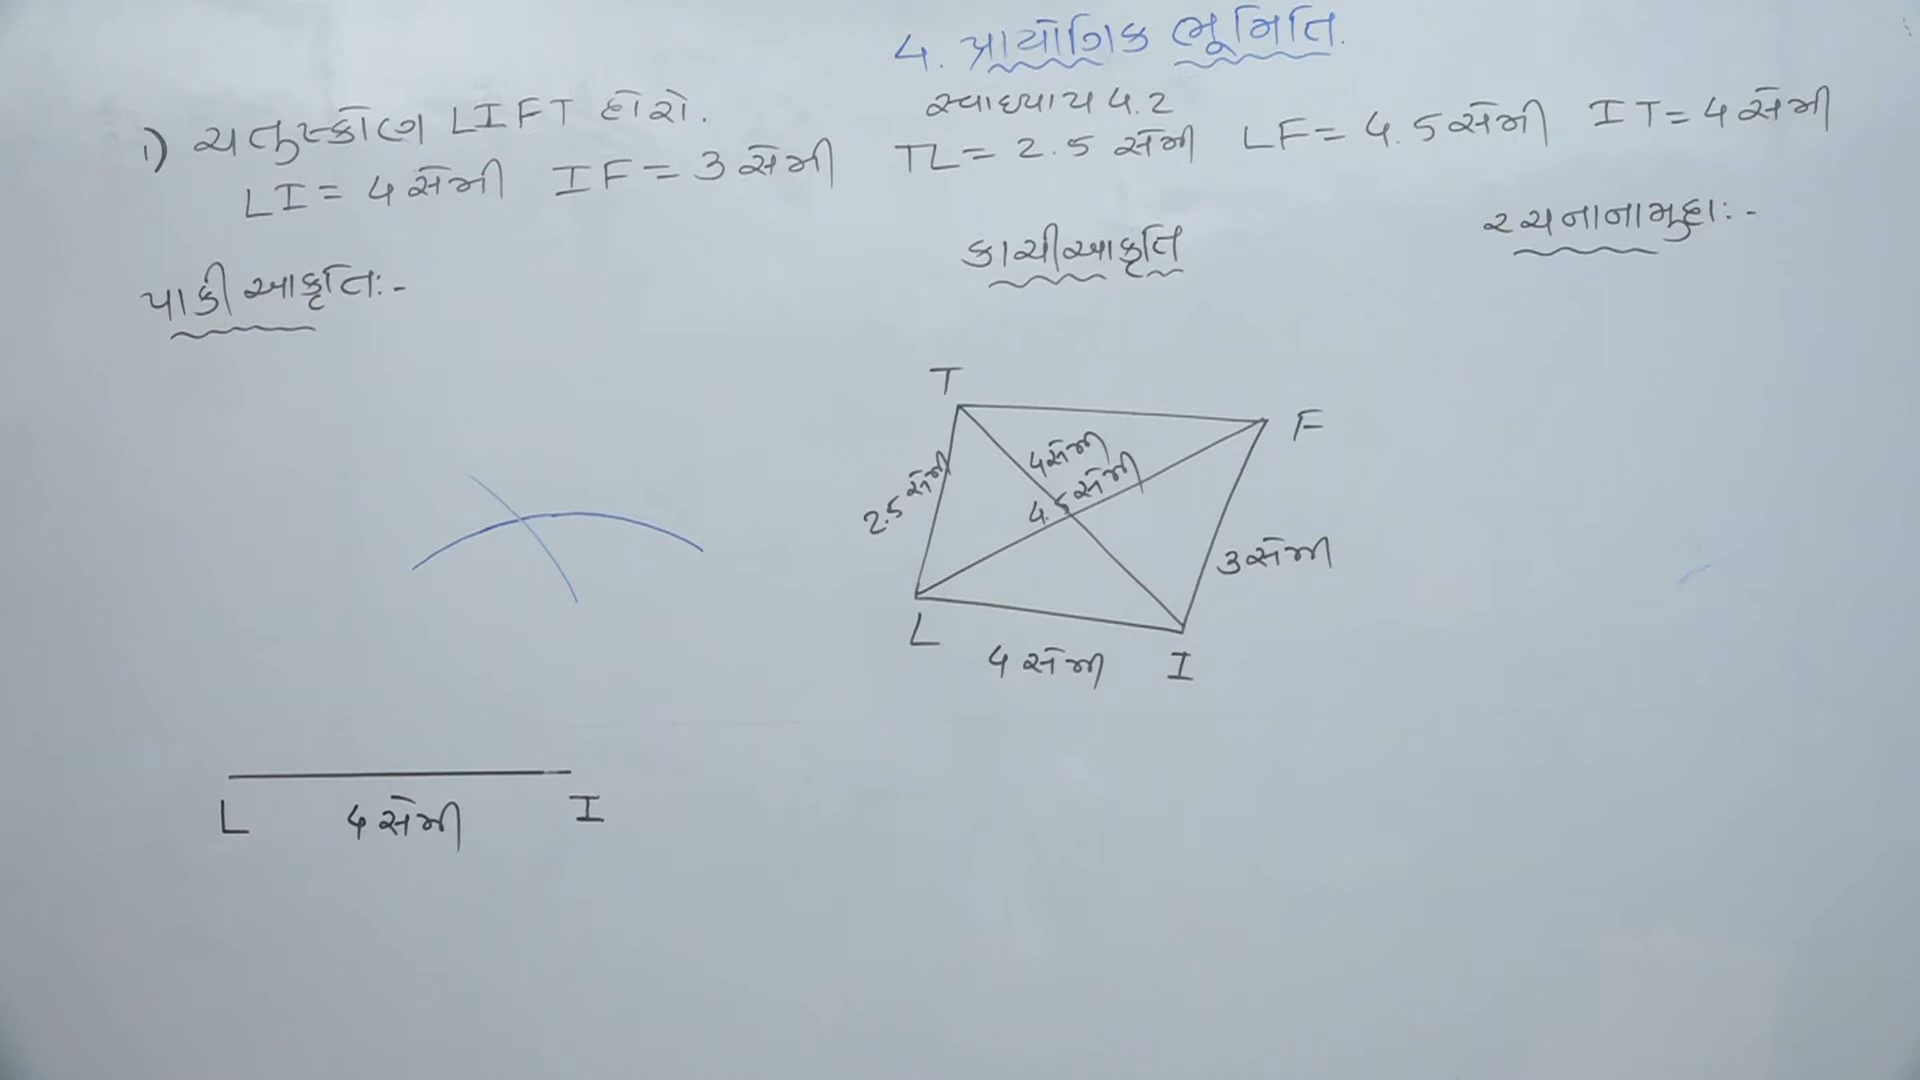 4. પ્રાયોગિક ભૂમિતિ.
સ્વાધ્યાય 4.2
1) ચતુષ્કોણ LIFT દોરો.
LI = 4 સેમી IF = 3 સેમી TL = 2.5 સેમી LF = 4.5 સેમી IT = 4 સેમી
પાકી આકૃતિ:-
કાચી આકૃતિ
રચનાના મુદ્દા:-
T
F
4 સેમી
4.5 સેમી
2.5 સેમી
3 સેમી
L
4 સેમી
I
L
4 સેમી
I